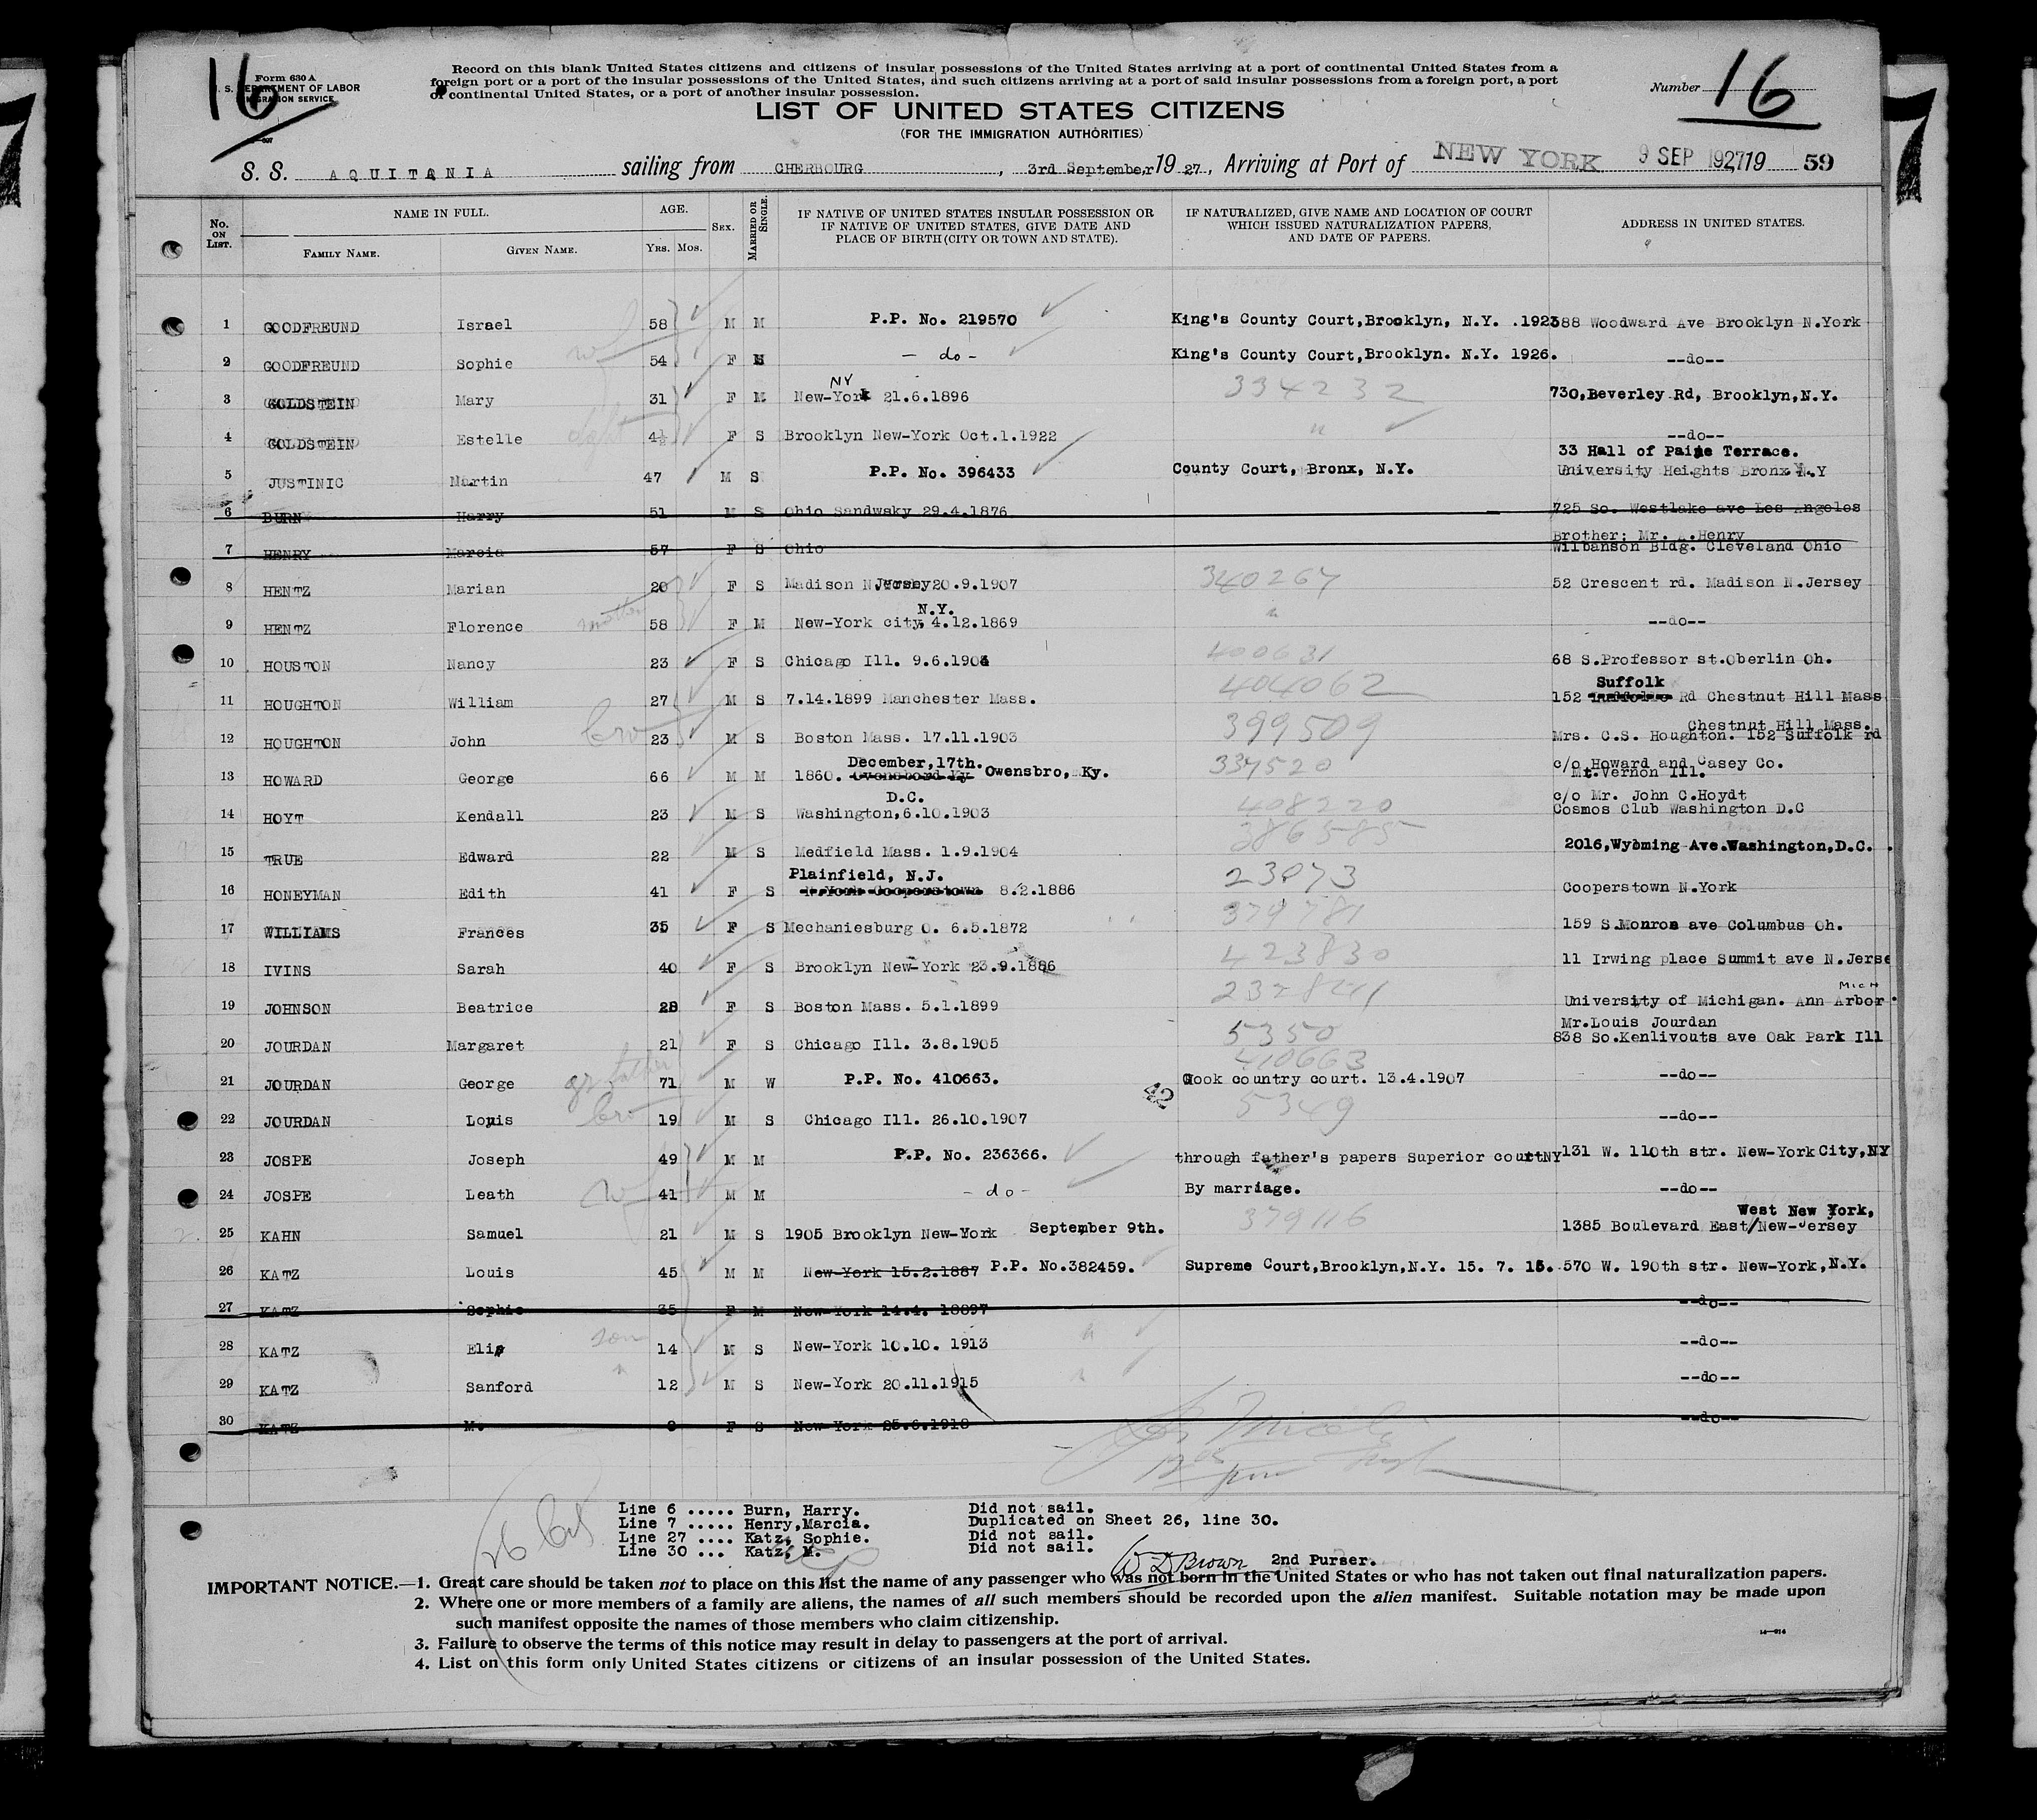 16
Form 630 A
U. S. DEPARTMENT OF LABOR
IMMIGRATION SERVICE
Record on this blank United States citizens and citizens of insular possessions of the United States arriving at a port of continental United States from a
foreign port or a port of the insular possessions of the United States, and such citizens arriving at a port of said insular possessions from a foreign port, a port
of continental United States, or a port of another insular possession.
Number 16
LIST OF UNITED STATES CITIZENS
(FOR THE IMMIGRATION AUTHORITIES)
S. S. AQUITANIA sailing from CHERBOURG, 3rd September, 1927, Arriving at Port of NEW YORK 9 SEP 1927 19 59
No. ON LIST. NAME IN FULL. AGE. SEX. MARRIED OR SINGLE. IF NATIVE OF UNITED STATES INSULAR POSSESSION OR IF NATIVE OF UNITED STATES, GIVE DATE AND PLACE OF BIRTH (CITY OR TOWN AND STATE). IF NATURALIZED, GIVE NAME AND LOCATION OF COURT WHICH ISSUED NATURALIZATION PAPERS, AND DATE OF PAPERS. ADDRESS IN UNITED STATES.
FAMILY NAME. GIVEN NAME. YRS. MOS.
1 GOODFREUND Israel 58 M M P.P. No. 219570 King's County Court,Brooklyn, N.Y. .1923 588 Woodward Ave Brooklyn N.York
2 GOODFREUND Sophie 54 F M - do - King's County Court,Brooklyn. N.Y. 1926. --do--
3 GOLDSTEIN Mary 31 F M New-York NY 21.6.1896 334232 730,Beverley Rd, Brooklyn,N.Y.
4 GOLDSTEIN Estelle 4½ F S Brooklyn New-York Oct.1.1922 " --do--
5 JUSTINIC Martin 47 M S P.P. No. 396433 County Court, Bronx, N.Y. 33 Hall of Paine Terrace. University Heights Bronx N.Y
6 BURN Harry 51 M S Ohio Sandwsky 29.4.1876 725 So. Westlake ave Los Angeles
7 HENRY Marcia 57 F S Ohio Brother: Mr. .Henry Wilbanson Bldg. Cleveland Ohio
8 HENTZ Marian 20 F S Madison N Jersey 20.9.1907 340267 52 Crescent rd. Madison N.Jersey
9 HENTZ Florence mother 58 F M New-York city, N.Y. 4.12.1869 " --do--
10 HOUSTON Nancy 23 F S Chicago Ill. 9.6.1904 400631 68 S.Professor st.Oberlin Oh.
11 HOUGHTON William 27 M S 7.14.1899 Manchester Mass. 404062 152 Suffolk Rd Chestnut Hill Mass
12 HOUGHTON John bro 23 M S Boston Mass. 17.11.1903 399509 Mrs. C.S. Houghton. 152 Suffolk rd Chestnut Hill Mass.
13 HOWARD George 66 M M December,17th. 1860. Owensbro, Ky. 337520 c/o Howard and Casey Co. Mt.Vernon Ill.
14 HOYT Kendall 23 M S Washington, D.C. 6.10.1903 408220 c/o Mr. John C.Hoydt Cosmos Club Washington D.C
15 TRUE Edward 22 M S Medfield Mass. 1.9.1904 386585 2016,Wyoming Ave.Washington,D.C.
16 HONEYMAN Edith 41 F S Plainfield, N.J. N.York Cooperstown 8.2.1886 23073 Cooperstown N.York
17 WILLIAMS Frances 35 F S Mechaniesburg O. 6.5.1872 379781 159 S.Monroe ave Columbus Oh.
18 IVINS Sarah 40 F S Brooklyn New-York 23.9.1886 423830 11 Irwing place Summit ave N.Jerse
19 JOHNSON Beatrice 28 F S Boston Mass. 5.1.1899 University of Michigan. Ann Arbor. MICH
20 JOURDAN Margaret 21 F S Chicago Ill. 3.8.1905 5350 Mr.Louis Jourdan 838 So.Kenlivouts ave Oak Park Ill
21 JOURDAN George gr father 71 M W P.P. No. 410663. 410663 42 Cook country court. 13.4.1907 --do--
22 JOURDAN Louis bro 19 M S Chicago Ill. 26.10.1907 5349 --do--
23 JOSPE Joseph 49 M M P.P. No. 236366. through father's papers Superior court NY 131 W. 110th str. New-York City,NY
24 JOSPE Leath wf 41 M M - do - By marriage. --do--
25 KAHN Samuel 21 M S 1905 Brooklyn New-York September 9th. 379116 1385 Boulevard East/New-Jersey West New York,
26 KATZ Louis 45 M M New-York 15.2.1887 P.P. No.382459. Supreme Court,Brooklyn,N.Y. 15. 7. 15. 570 W. 190th str. New-York,N.Y.
27 KATZ Sophie 35 F M New-York 14.4. 18897 --do--
28 KATZ Elis son 14 M S New-York 10.10. 1913 " --do--
29 KATZ Sanford " 12 M S New-York 20.11.1915 " --do--
30 KATZ M. 8 F S New-York 25.6.1918 --do--
Line 6 ..... Burn, Harry. Did not sail.
Line 7 ..... Henry,Marcia. Duplicated on Sheet 26, line 30.
Line 27 .... Katz, Sophie. Did not sail.
Line 30 ... Katz, M. Did not sail.
W D Brown 2nd Purser.
IMPORTANT NOTICE.—1. Great care should be taken not to place on this list the name of any passenger who was not born in the United States or who has not taken out final naturalization papers.
2. Where one or more members of a family are aliens, the names of all such members should be recorded upon the alien manifest. Suitable notation may be made upon
such manifest opposite the names of those members who claim citizenship.
3. Failure to observe the terms of this notice may result in delay to passengers at the port of arrival.
4. List on this form only United States citizens or citizens of an insular possession of the United States.